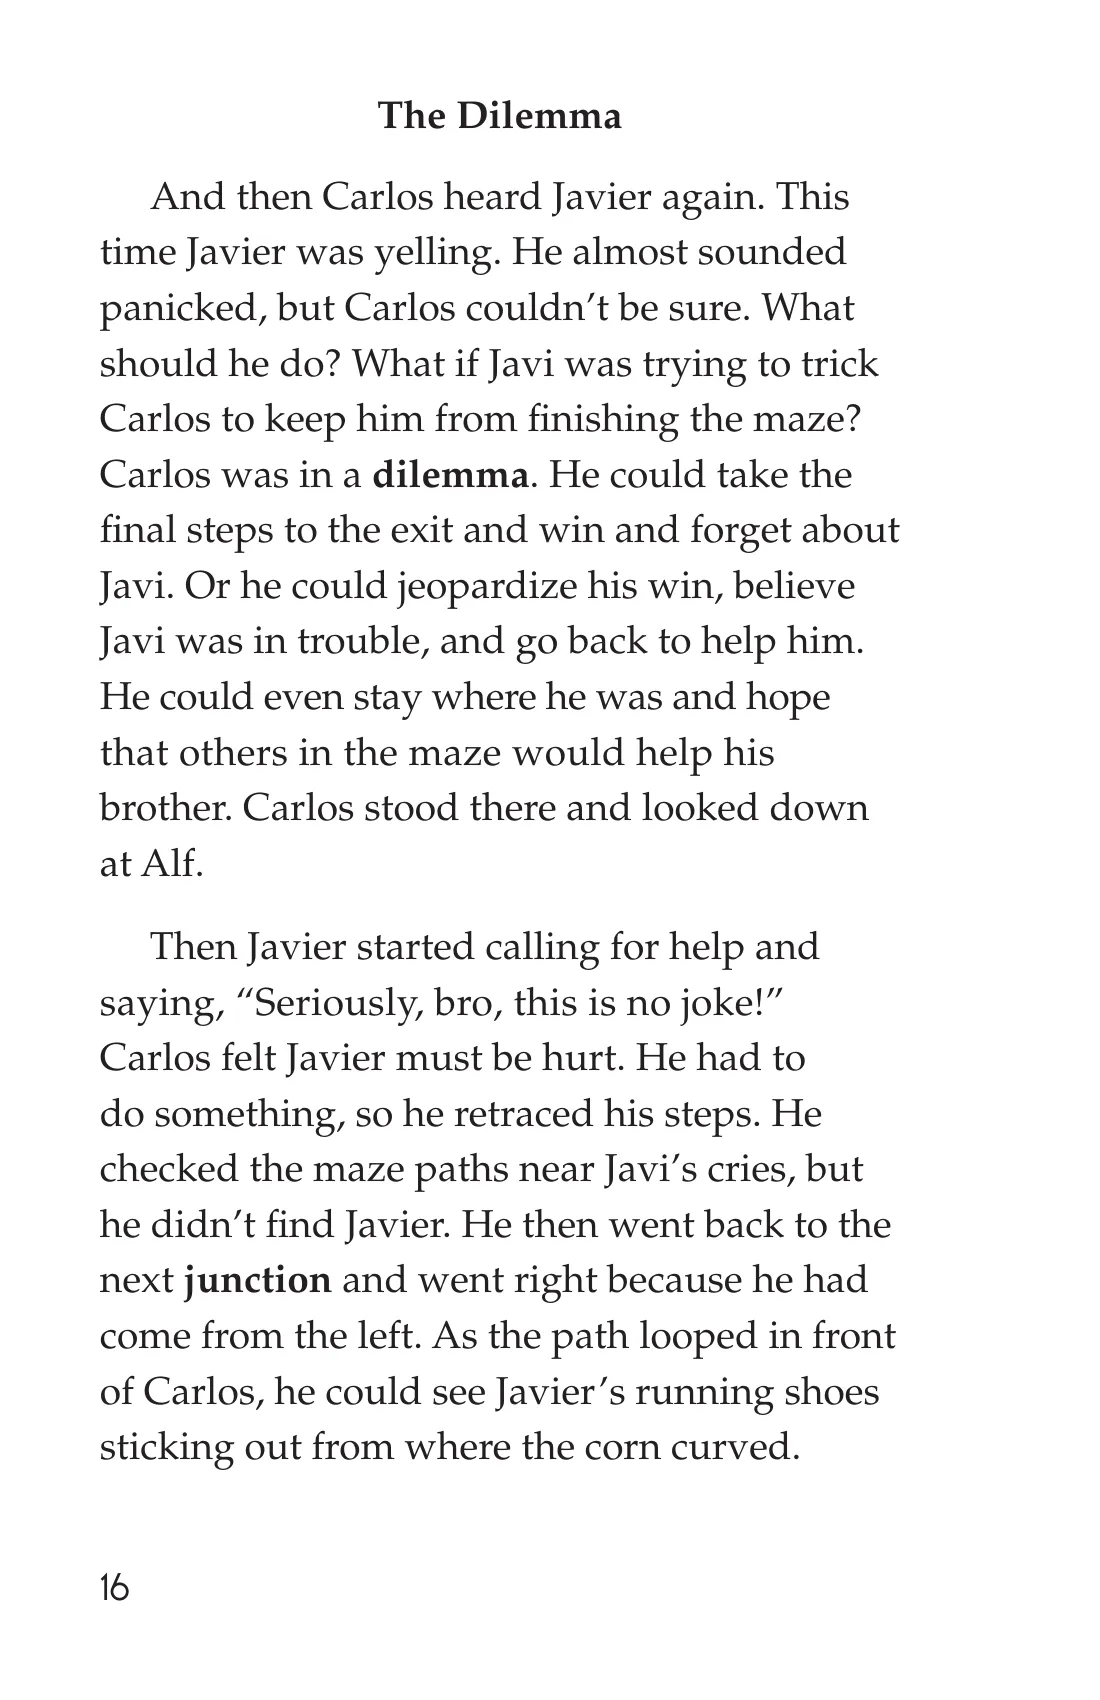 The Dilemma
And then Carlos heard Javier again. This
time Javier was yelling. He almost sounded
panicked, but Carlos couldn’t be sure. What
should he do? What if Javi was trying to trick
Carlos to keep him from finishing the maze?
Carlos was in a dilemma. He could take the
final steps to the exit and win and forget about
Javi. Or he could jeopardize his win, believe
Javi was in trouble, and go back to help him.
He could even stay where he was and hope
that others in the maze would help his
brother. Carlos stood there and looked down
at Alf.
Then Javier started calling for help and
saying, “Seriously, bro, this is no joke!”
Carlos felt Javier must be hurt. He had to
do something, so he retraced his steps. He
checked the maze paths near Javi’s cries, but
he didn’t find Javier. He then went back to the
next junction and went right because he had
come from the left. As the path looped in front
of Carlos, he could see Javier’s running shoes
sticking out from where the corn curved.
16